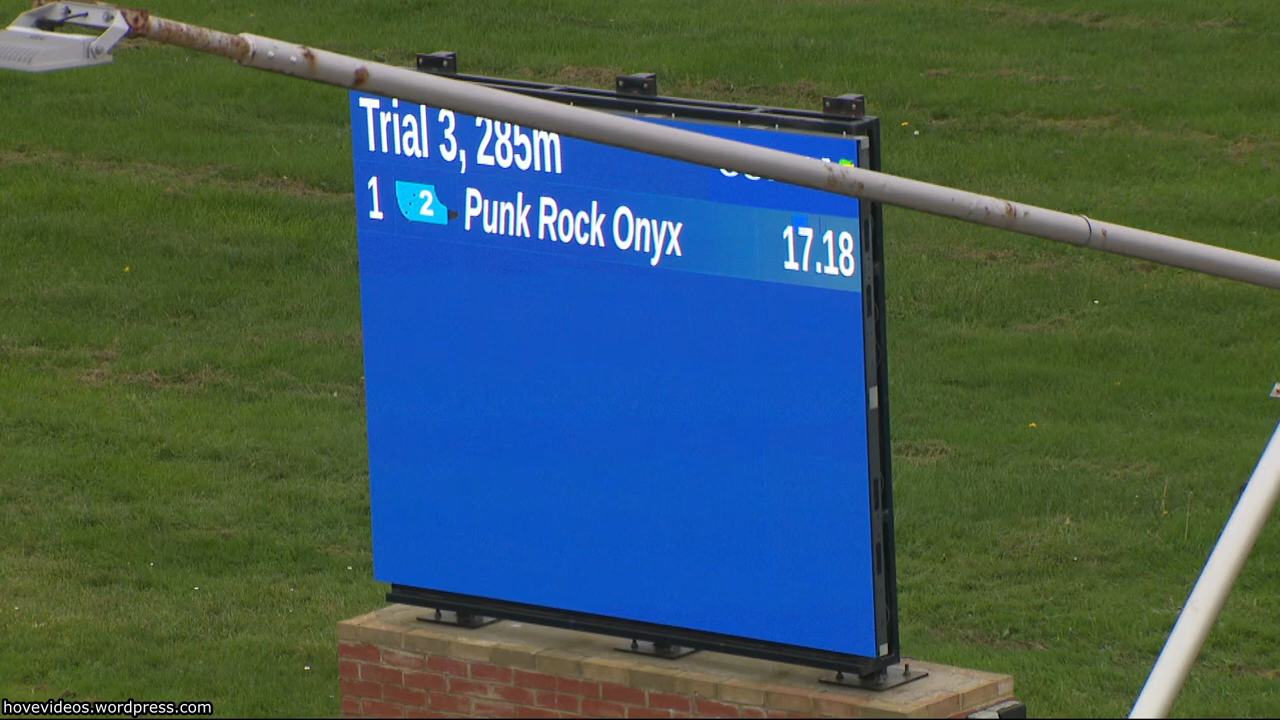 Trial 3, 285m
1 2 Punk Rock Onyx 17.18
hovevideos.wordpress.com